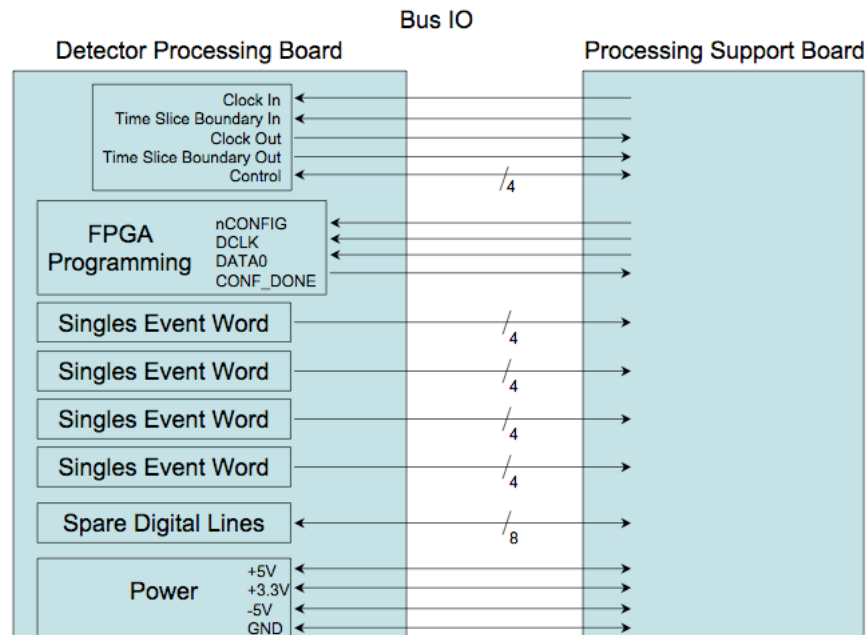 Bus IO
Detector Processing Board
Processing Support Board
Clock In
Time Slice Boundary In
Clock Out
Time Slice Boundary Out
Control
4
FPGA
Programming
nCONFIG
DCLK
DATA0
CONF_DONE
Singles Event Word
4
Singles Event Word
4
Singles Event Word
4
Singles Event Word
4
Spare Digital Lines
8
Power
+5V
+3.3V
-5V
GND